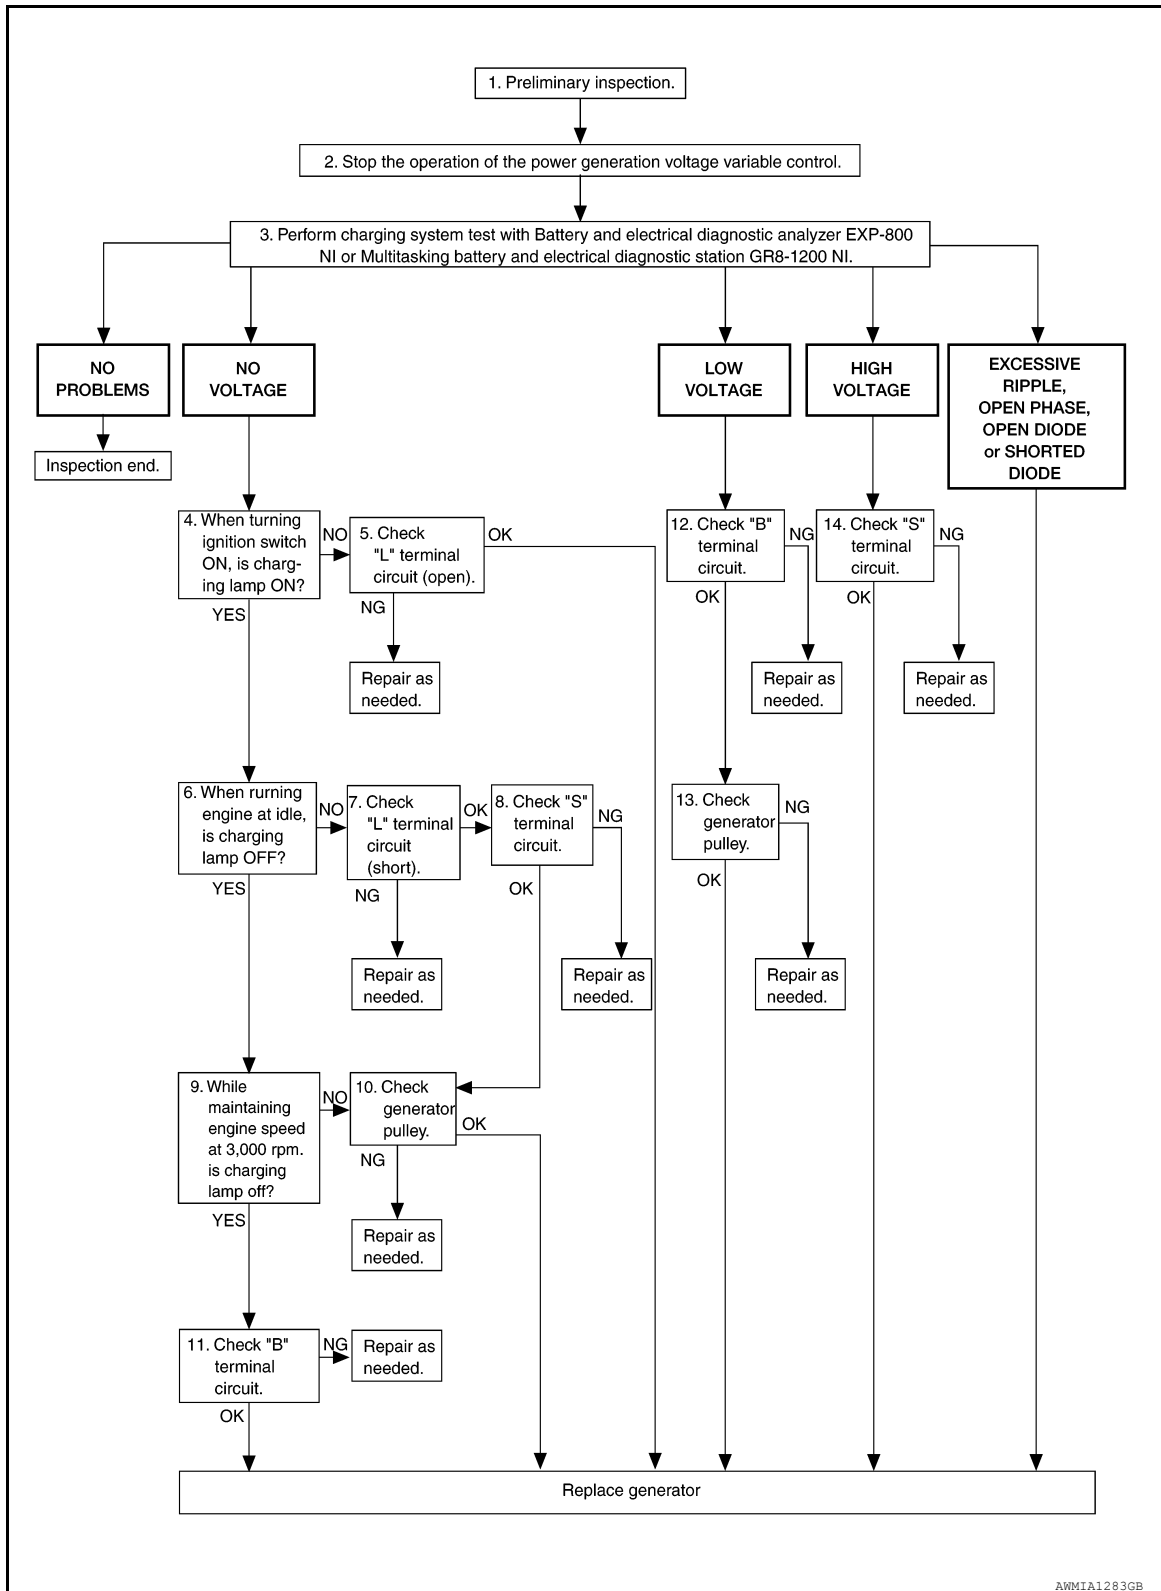 1. Preliminary inspection.
2. Stop the operation of the power generation voltage variable control.
3. Perform charging system test with Battery and electrical diagnostic analyzer EXP-800
NI or Multitasking battery and electrical diagnostic station GR8-1200 NI.
NO
PROBLEMS
NO
VOLTAGE
LOW
VOLTAGE
HIGH
VOLTAGE
EXCESSIVE
RIPPLE,
OPEN PHASE,
OPEN DIODE
or SHORTED
DIODE
Inspection end.
4. When turning
ignition switch
ON, is charg-
ing lamp ON?
NO
YES
5. Check
"L" terminal
circuit (open).
OK
NG
Repair as
needed.
12. Check "B"
terminal
circuit.
NG
OK
Repair as
needed.
14. Check "S"
terminal
circuit.
NG
OK
Repair as
needed.
6. When rurning
engine at idle,
is charging
lamp OFF?
NO
YES
7. Check
"L" terminal
circuit
(short).
OK
NG
Repair as
needed.
8. Check "S"
terminal
circuit.
NG
OK
Repair as
needed.
13. Check
generator
pulley.
NG
OK
Repair as
needed.
9. While
maintaining
engine speed
at 3,000 rpm.
is charging
lamp off?
NO
YES
10. Check
generator
pulley.
OK
NG
Repair as
needed.
11. Check "B"
terminal
circuit.
NG
OK
Repair as
needed.
Replace generator
AWMIA1283GB